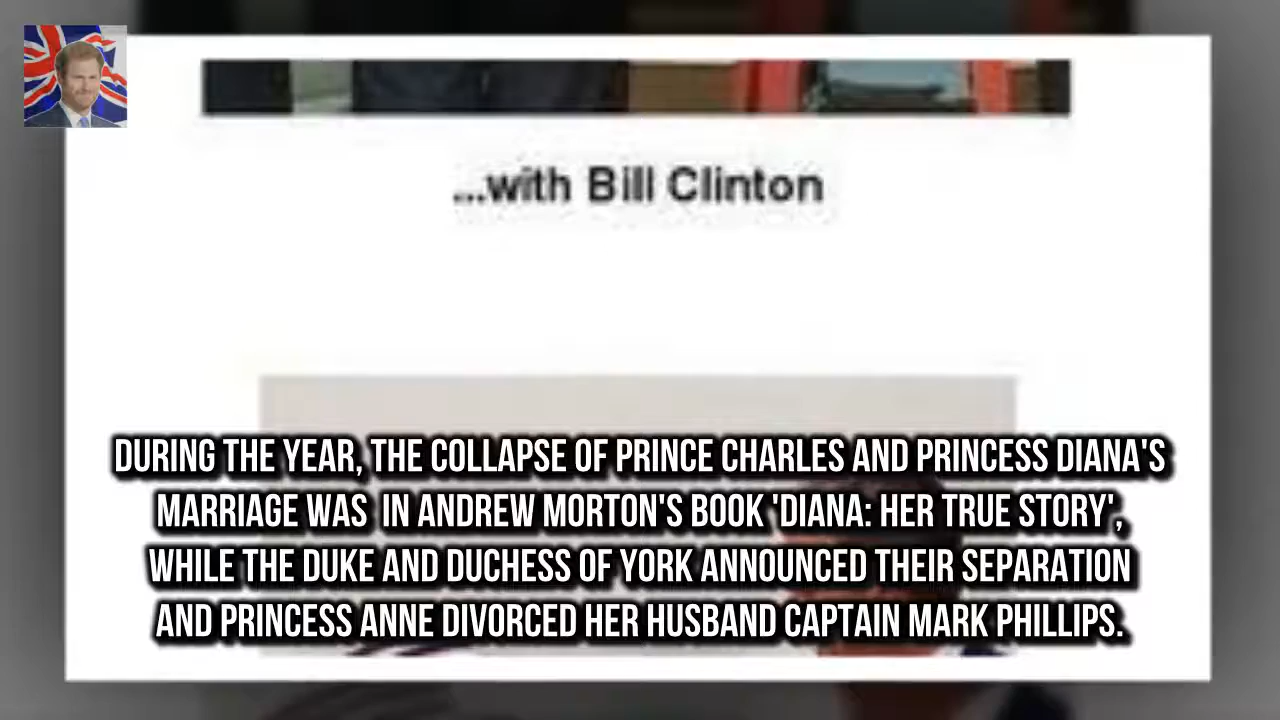 ...with Bill Clinton
DURING THE YEAR, THE COLLAPSE OF PRINCE CHARLES AND PRINCESS DIANA'S
MARRIAGE WAS  IN ANDREW MORTON'S BOOK 'DIANA: HER TRUE STORY',
WHILE THE DUKE AND DUCHESS OF YORK ANNOUNCED THEIR SEPARATION
AND PRINCESS ANNE DIVORCED HER HUSBAND CAPTAIN MARK PHILLIPS.